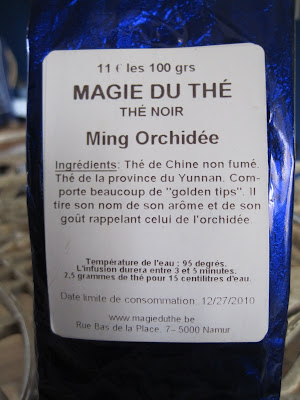 11 € les 100 grs
MAGIE DU THÉ
THÉ NOIR
Ming Orchidée
Ingrédients: Thé de Chine non fumé.
Thé de la province du Yunnan. Com-
porte beaucoup de "golden tips". Il
tire son nom de son arôme et de son
goût rappelant celui de l'orchidée
Température de l'eau : 95 degrés.
L'infusion durera entre 3 et 5 minutes.
2,5 grammes de thé pour 15 centilitres d'eau.
Date limite de consommation: 12/27/2010
www.magieduthe.be
Rue Bas de la Place, 7– 5000 Namur